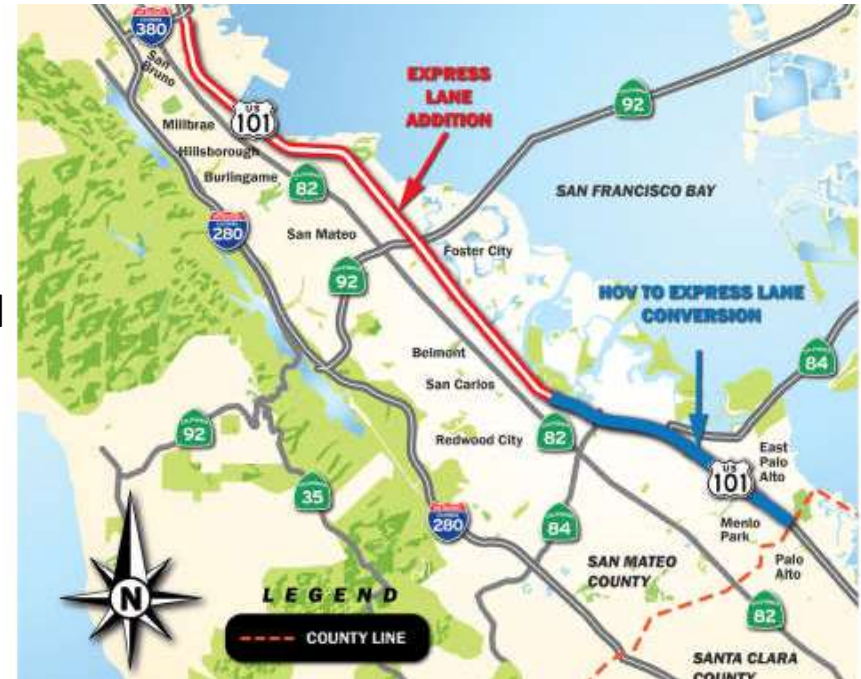 380
San
Bruno
EXPRESS
LANE
ADDITION
US
101
92
Millbrae
Hillsborough
Burlingame
82
SAN FRANCISCO BAY
280
San Mateo
Foster City
92
HOV TO EXPRESS LANE
CONVERSION
Belmont
84
San Carlos
92
Redwood City
82
East
Palo
Alto
US
101
35
280
84
Menlo
Park
SAN MATEO
COUNTY
Palo
Alto
N
LEGEND
COUNTY LINE
82
SANTA CLARA
COUNTY